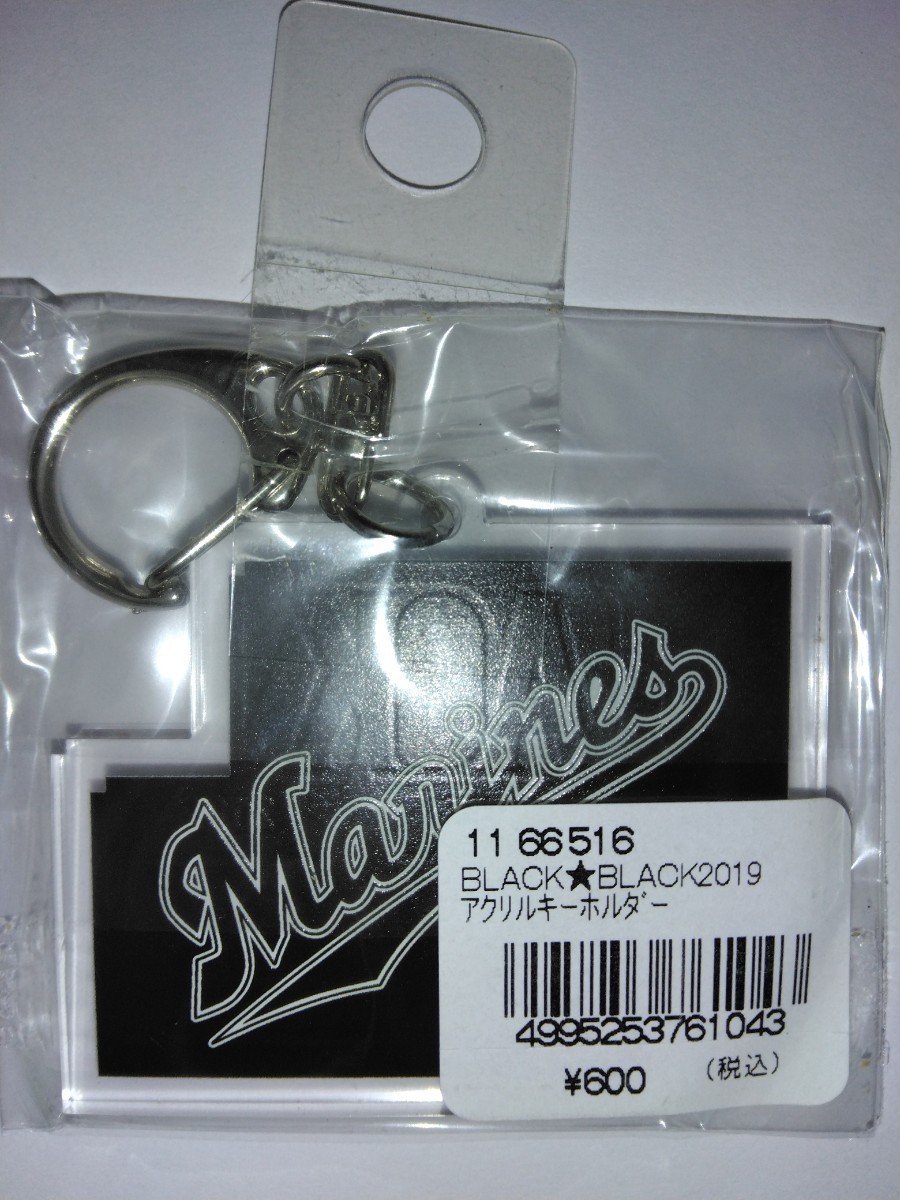 Marines
11 66516
BLACK★BLACK2019
アクリルキーホルダー
4995253761043
¥600 (税込)